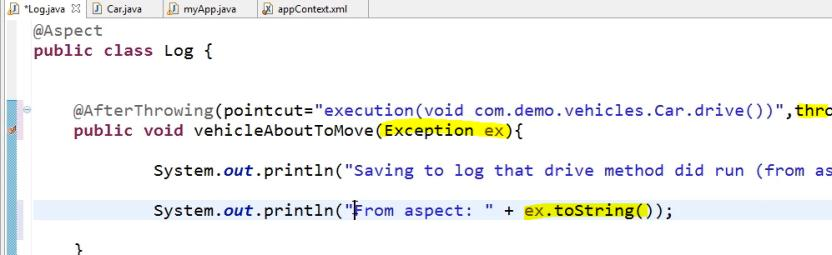 *Log.java Car.java myApp.java appContext.xml
@Aspect
public class Log {
@AfterThrowing(pointcut="execution(void com.demo.vehicles.Car.drive())",thro
public void vehicleAboutToMove(Exception ex){
System.out.println("Saving to log that drive method did run (from as
System.out.println("From aspect: " + ex.toString());
}